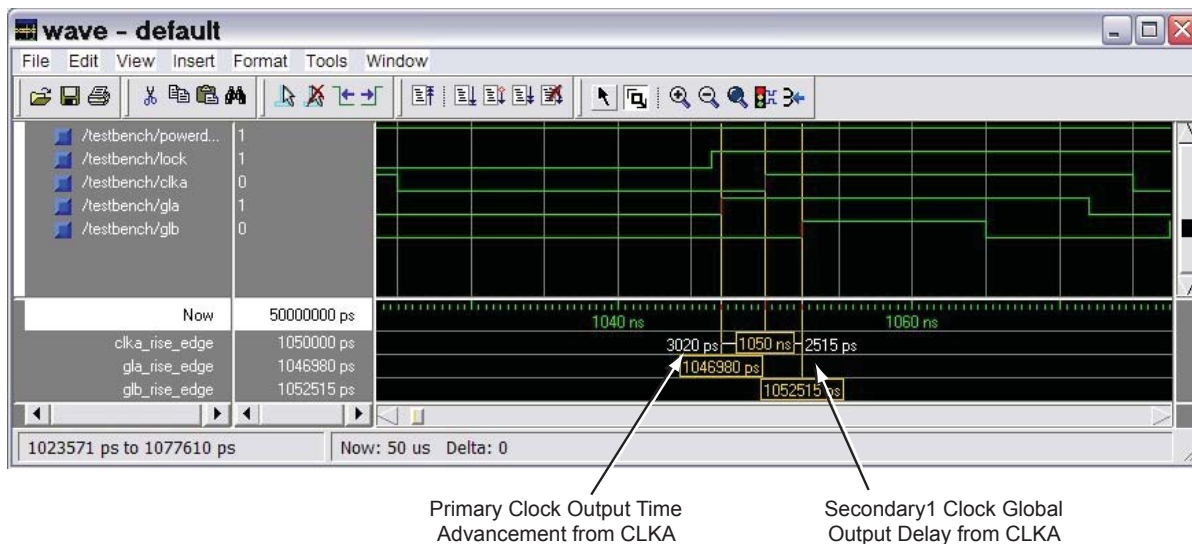 wave - default
File Edit View Insert Format Tools Window
/testbench/powerd... 1
/testbench/lock 1
/testbench/clka 0
/testbench/gla 1
/testbench/glb 0
Now 50000000 ps 1040 ns 1060 ns
clka_rise_edge 1050000 ps 3020 ps 1050 ns 2515 ps
gla_rise_edge 1046980 ps 1046980 ps
glb_rise_edge 1052515 ps 1052515 ps
1023571 ps to 1077610 ps Now: 50 us Delta: 0
Primary Clock Output Time Secondary1 Clock Global
Advancement from CLKA Output Delay from CLKA